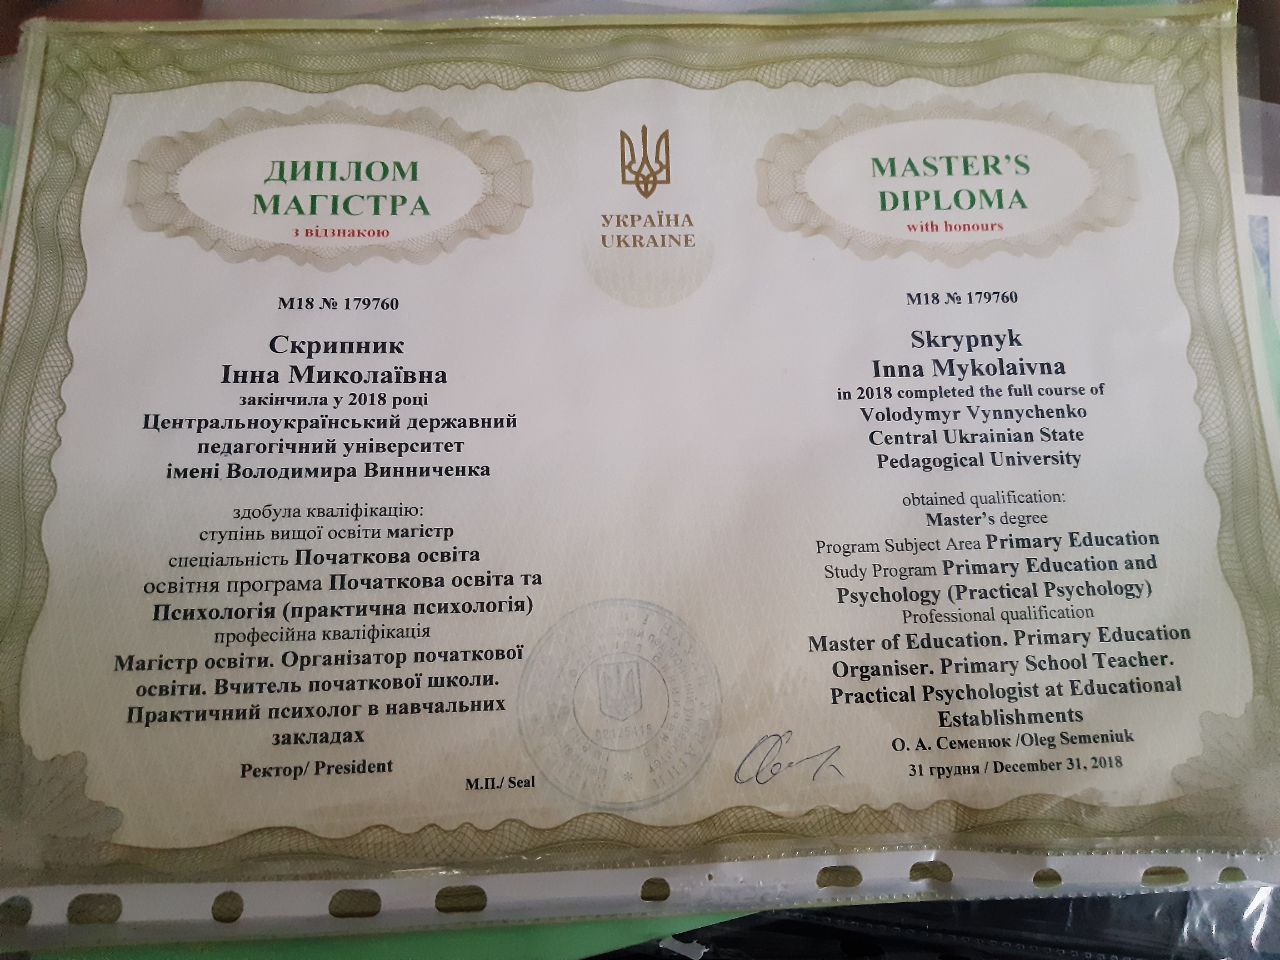 ДИПЛОМ
МАГІСТРА
з відзнакою
М18 № 179760
Скрипник
Інна Миколаївна
закінчила у 2018 році
Центральноукраїнський державний
педагогічний університет
імені Володимира Винниченка
здобула кваліфікацію:
ступінь вищої освіти магістр
спеціальність Початкова освіта
освітня програма Початкова освіта та
Психологія (практична психологія)
професійна кваліфікація
Магістр освіти. Організатор початкової
освіти. Вчитель початкової школи.
Практичний психолог в навчальних
закладах
Ректор/ President
М.П./ Seal
УКРАЇНА
UKRAINE
02125415
MASTER'S
DIPLOMA
with honours
M18 № 179760
Skrypnyk
Inna Mykolaivna
in 2018 completed the full course of
Volodymyr Vynnychenko
Central Ukrainian State
Pedagogical University
obtained qualification:
Master's degree
Program Subject Area Primary Education
Study Program Primary Education and
Psychology (Practical Psychology)
Professional qualification
Master of Education. Primary Education
Organiser. Primary School Teacher.
Practical Psychologist at Educational
Establishments
О. А. Семенюк /Oleg Semeniuk
31 грудня / December 31, 2018